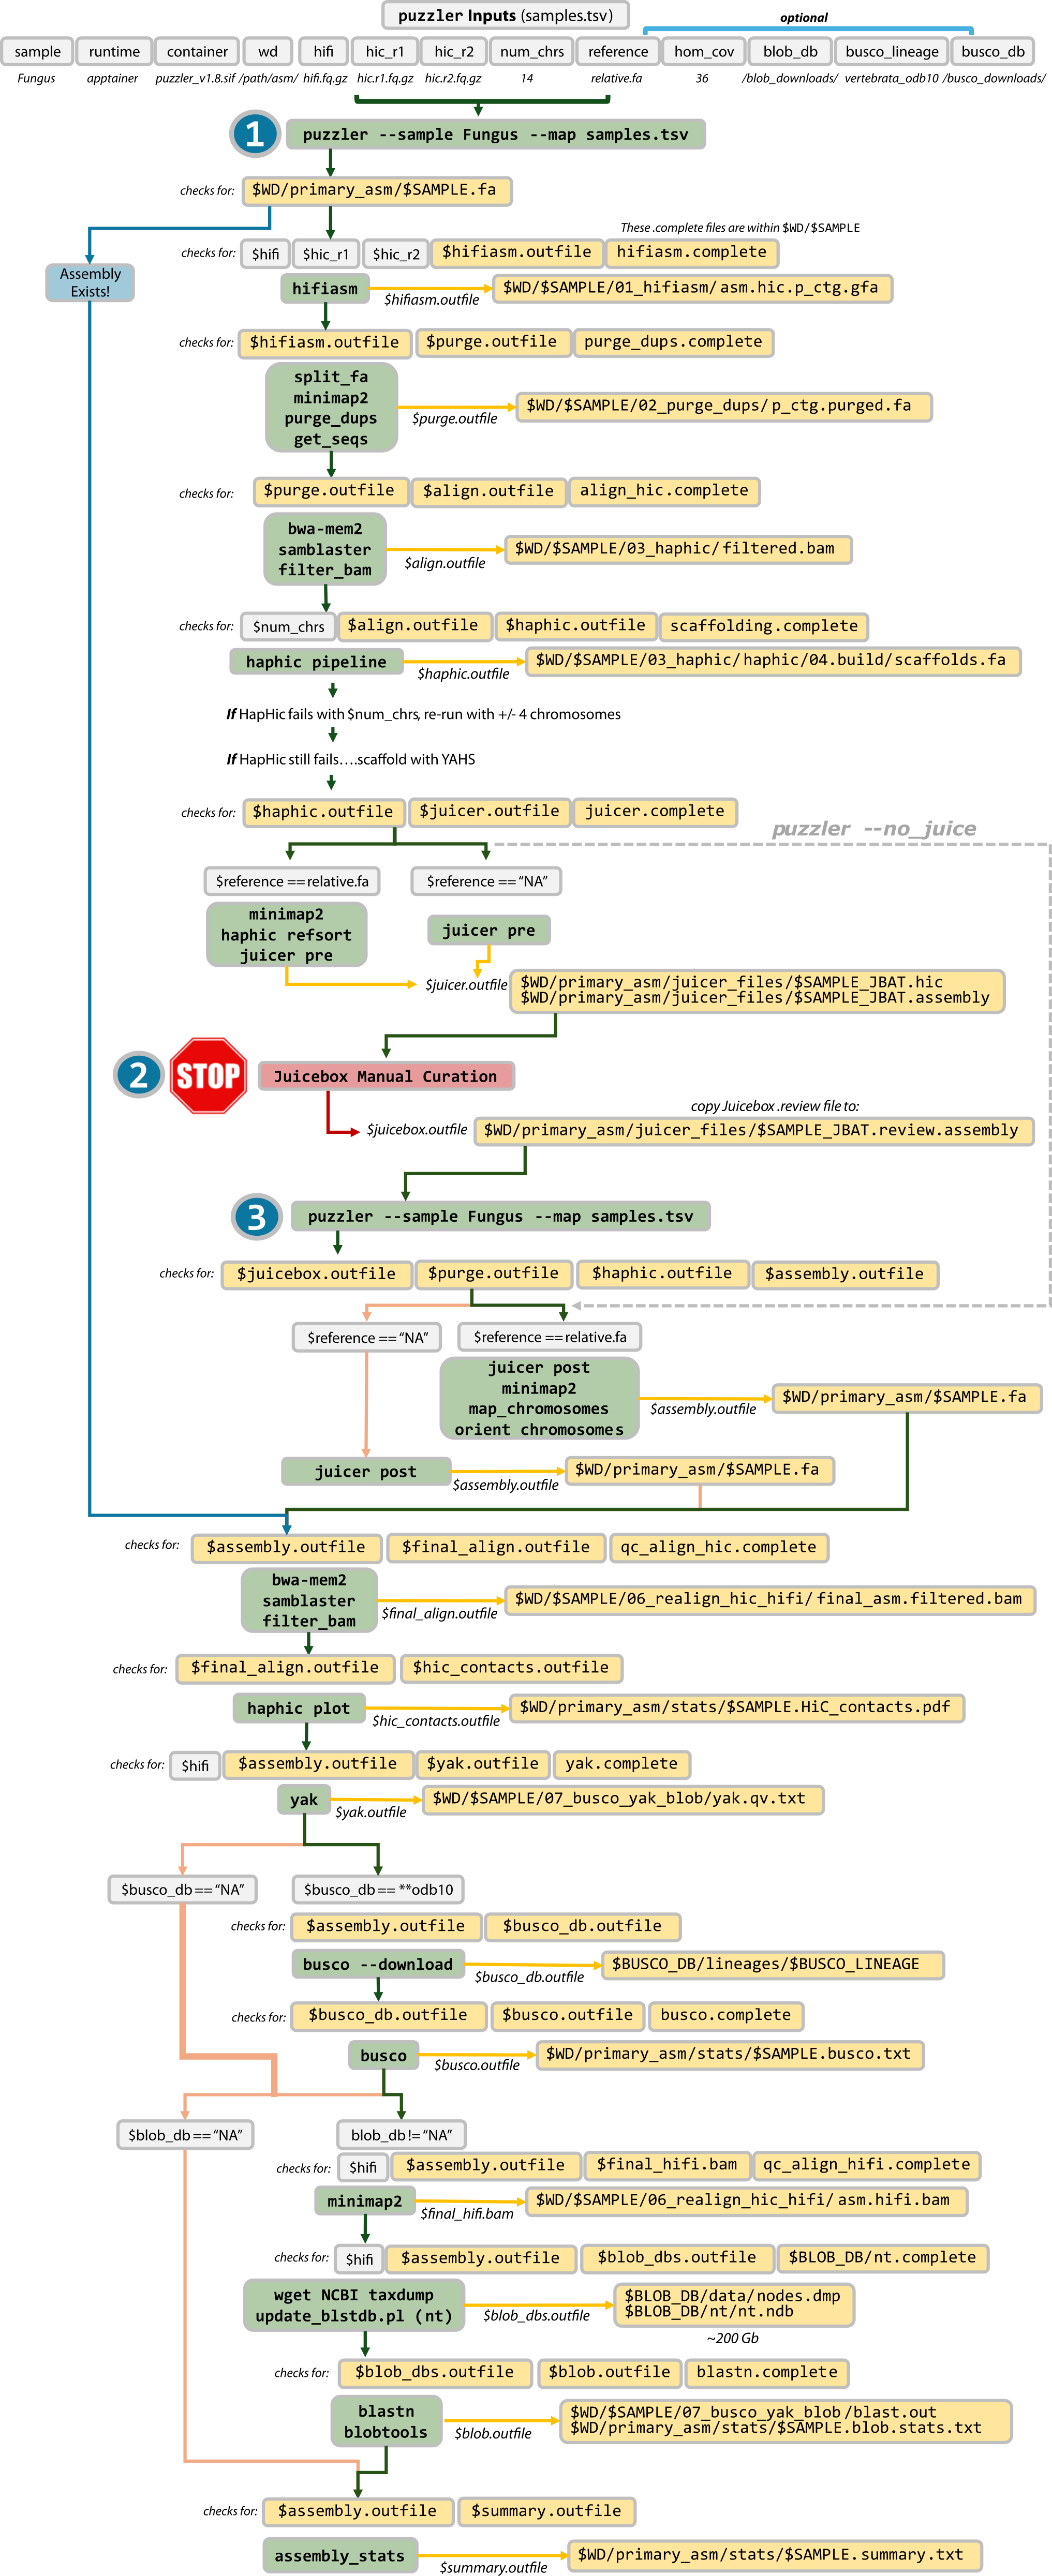 puzzler Inputs (samples.tsv)
optional
sample runtime container wd hifi hic_r1 hic_r2 num_chrs reference hom_cov blob_db busco_lineage busco_db
Fungus apptainer puzzler_v1.8.sif /path/asm/ hifi.fq.gz hic.r1.fq.gz hic.r2.fq.gz 14 relative.fa 36 /blob_downloads/ vertebrata_odb10 /busco_downloads/
1 puzzler --sample Fungus --map samples.tsv
checks for: $WD/primary_asm/$SAMPLE.fa
These .complete files are within $WD/$SAMPLE
checks for: $hifi $hic_r1 $hic_r2 $hifiasm.outfile hifiasm.complete
Assembly
Exists!
hifiasm $hifiasm.outfile $WD/$SAMPLE/01_hifiasm/asm.hic.p_ctg.gfa
checks for: $hifiasm.outfile $purge.outfile purge_dups.complete
split_fa
minimap2
purge_dups
get_seqs
$purge.outfile $WD/$SAMPLE/02_purge_dups/p_ctg.purged.fa
checks for: $purge.outfile $align.outfile align_hic.complete
bwa-mem2
samblaster
filter_bam
$align.outfile $WD/$SAMPLE/03_haphic/filtered.bam
checks for: $num_chrs $align.outfile $haphic.outfile scaffolding.complete
haphic pipeline $haphic.outfile $WD/$SAMPLE/03_haphic/haphic/04.build/scaffolds.fa
If HapHic fails with $num_chrs, re-run with +/- 4 chromosomes
If HapHic still fails....scaffold with YAHS
checks for: $haphic.outfile $juicer.outfile juicer.complete
puzzler --no_juice
$reference == relative.fa $reference == “NA”
minimap2
haphic refsort
juicer pre
juicer pre
$juicer.outfile
$WD/primary_asm/juicer_files/$SAMPLE_JBAT.hic
$WD/primary_asm/juicer_files/$SAMPLE_JBAT.assembly
2 STOP Juicebox Manual Curation
copy Juicebox .review file to:
$juicebox.outfile $WD/primary_asm/juicer_files/$SAMPLE_JBAT.review.assembly
3 puzzler --sample Fungus --map samples.tsv
checks for: $juicebox.outfile $purge.outfile $haphic.outfile $assembly.outfile
$reference == “NA” $reference == relative.fa
juicer post
minimap2
map_chromosomes
orient chromosomes
$assembly.outfile $WD/primary_asm/$SAMPLE.fa
juicer post $assembly.outfile $WD/primary_asm/$SAMPLE.fa
checks for: $assembly.outfile $final_align.outfile qc_align_hic.complete
bwa-mem2
samblaster
filter_bam
$final_align.outfile $WD/$SAMPLE/06_realign_hic_hifi/final_asm.filtered.bam
checks for: $final_align.outfile $hic_contacts.outfile
haphic plot $hic_contacts.outfile $WD/primary_asm/stats/$SAMPLE.HiC_contacts.pdf
checks for: $hifi $assembly.outfile $yak.outfile yak.complete
yak $yak.outfile $WD/$SAMPLE/07_busco_yak_blob/yak.qv.txt
$busco_db == “NA” $busco_db == **odb10
checks for: $assembly.outfile $busco_db.outfile
busco --download $busco_db.outfile $BUSCO_DB/lineages/$BUSCO_LINEAGE
checks for: $busco_db.outfile $busco.outfile busco.complete
busco $busco.outfile $WD/primary_asm/stats/$SAMPLE.busco.txt
$blob_db == “NA” blob_db != “NA”
checks for: $hifi $assembly.outfile $final_hifi.bam qc_align_hifi.complete
minimap2 $final_hifi.bam $WD/$SAMPLE/06_realign_hic_hifi/asm.hifi.bam
checks for: $hifi $assembly.outfile $blob_dbs.outfile $BLOB_DB/nt.complete
wget NCBI taxdump
update_blstdb.pl (nt)
$blob_dbs.outfile
$BLOB_DB/data/nodes.dmp
$BLOB_DB/nt/nt.ndb
~200 Gb
checks for: $blob_dbs.outfile $blob.outfile blastn.complete
blastn
blobtools
$blob.outfile
$WD/$SAMPLE/07_busco_yak_blob/blast.out
$WD/primary_asm/stats/$SAMPLE.blob.stats.txt
checks for: $assembly.outfile $summary.outfile
assembly_stats $summary.outfile $WD/primary_asm/stats/$SAMPLE.summary.txt